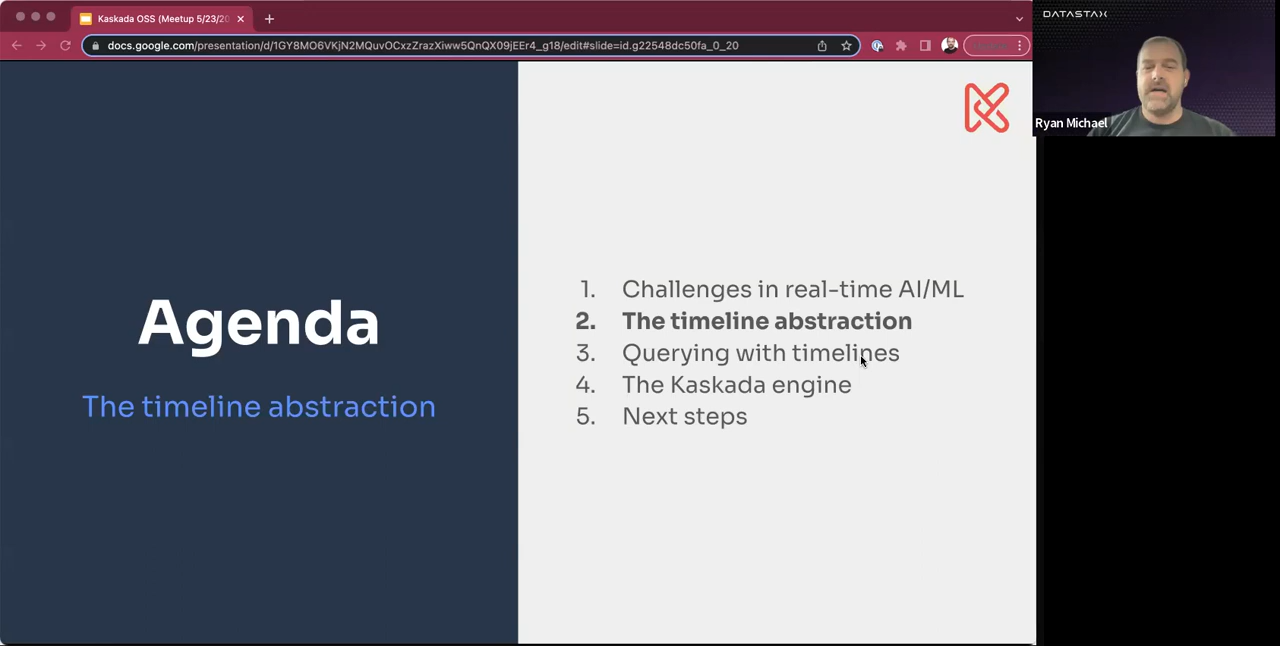 Kaskada OSS (Meetup 5/23/20
docs.google.com/presentation/d/1GY8MO6VKjN2MQuvOCxzZrazXiww5QnQX09jEEr4_g18/edit#slide=id.g22548dc50fa_0_20
DATASTAX
Ryan Michael
Agenda
The timeline abstraction
1. Challenges in real-time AI/ML
2. The timeline abstraction
3. Querying with timelines
4. The Kaskada engine
5. Next steps